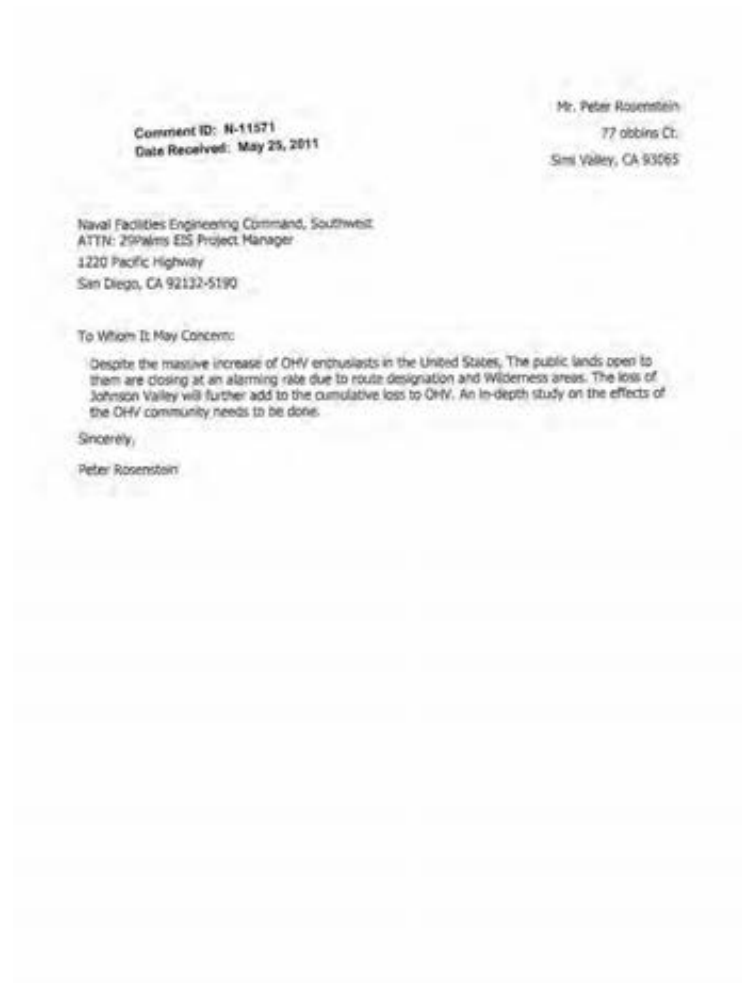 Mr. Peter Rosenstein
77 obbins Ct.
Simi Valley, CA 93065
Comment ID: N-11571
Date Received: May 25, 2011
Naval Facilities Engineering Command, Southwest
ATTN: 29Palms EIS Project Manager
1220 Pacific Highway
San Diego, CA 92132-5190
To Whom It May Concern:
Despite the massive increase of OHV enthusiasts in the United States, The public lands open to
them are closing at an alarming rate due to route designation and Wilderness areas. The loss of
Johnson Valley will further add to the cumulative loss to OHV. An in-depth study on the effects of
the OHV community needs to be done.
Sincerely,
Peter Rosenstein